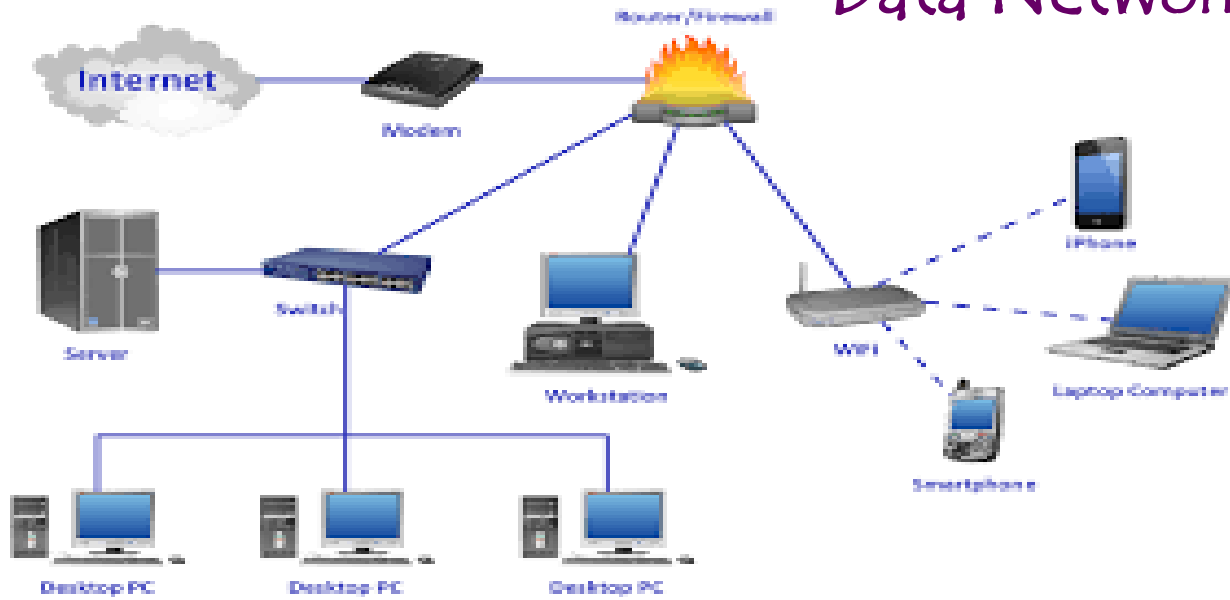 Data Networ
Router/Firewall
Internet
Modem
iPhone
Switch
Server
WIFI
Workstation
Laptop Computer
Smartphone
Desktop PC
Desktop PC
Desktop PC